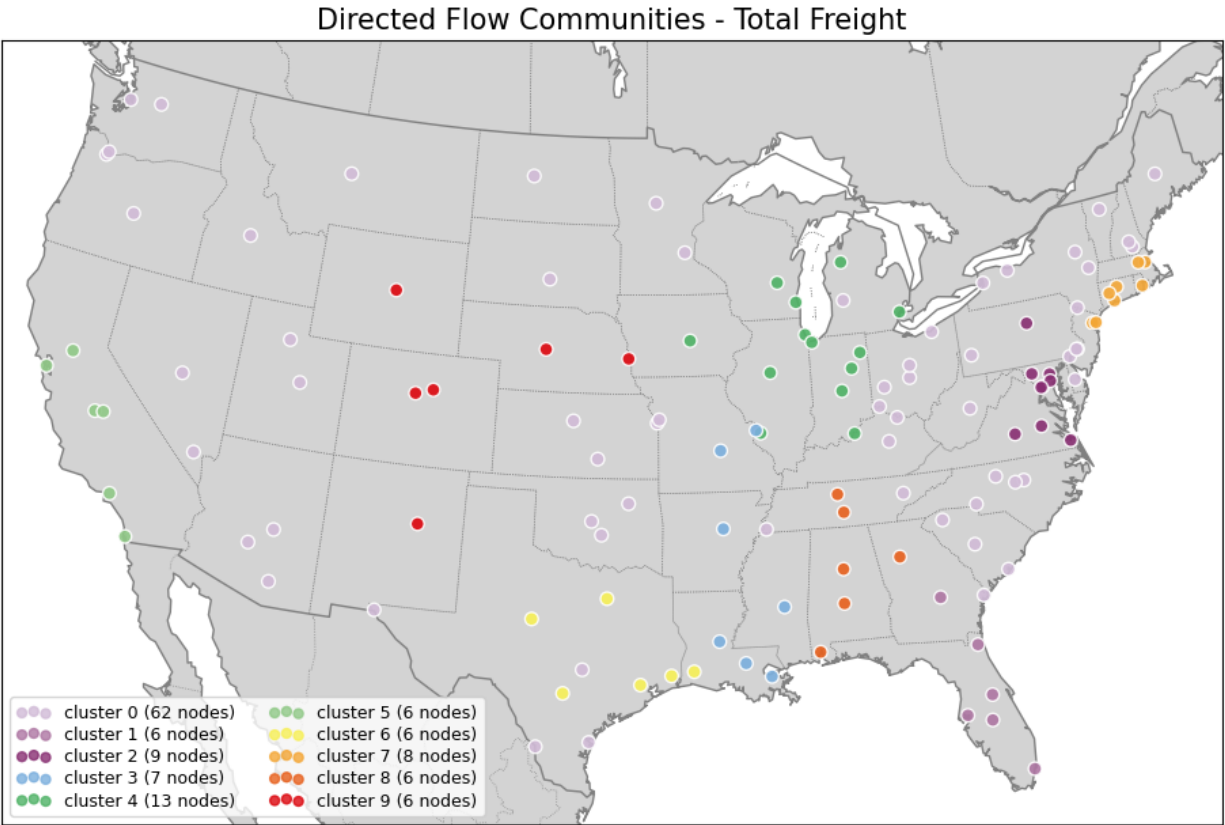 Directed Flow Communities - Total Freight
cluster 0 (62 nodes)
cluster 1 (6 nodes)
cluster 2 (9 nodes)
cluster 3 (7 nodes)
cluster 4 (13 nodes)
cluster 5 (6 nodes)
cluster 6 (6 nodes)
cluster 7 (8 nodes)
cluster 8 (6 nodes)
cluster 9 (6 nodes)